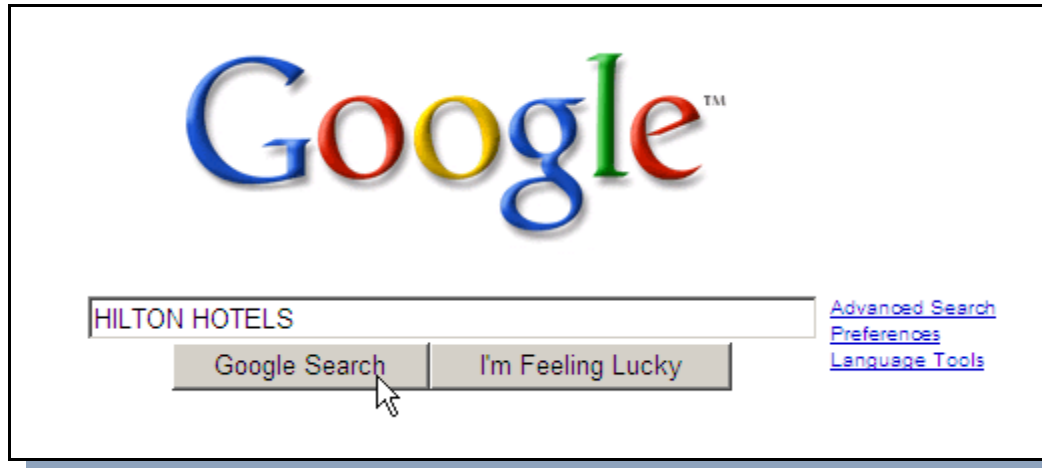 Google™
HILTON HOTELS
Advanced Search
Preferences
Language Tools
Google Search
I'm Feeling Lucky